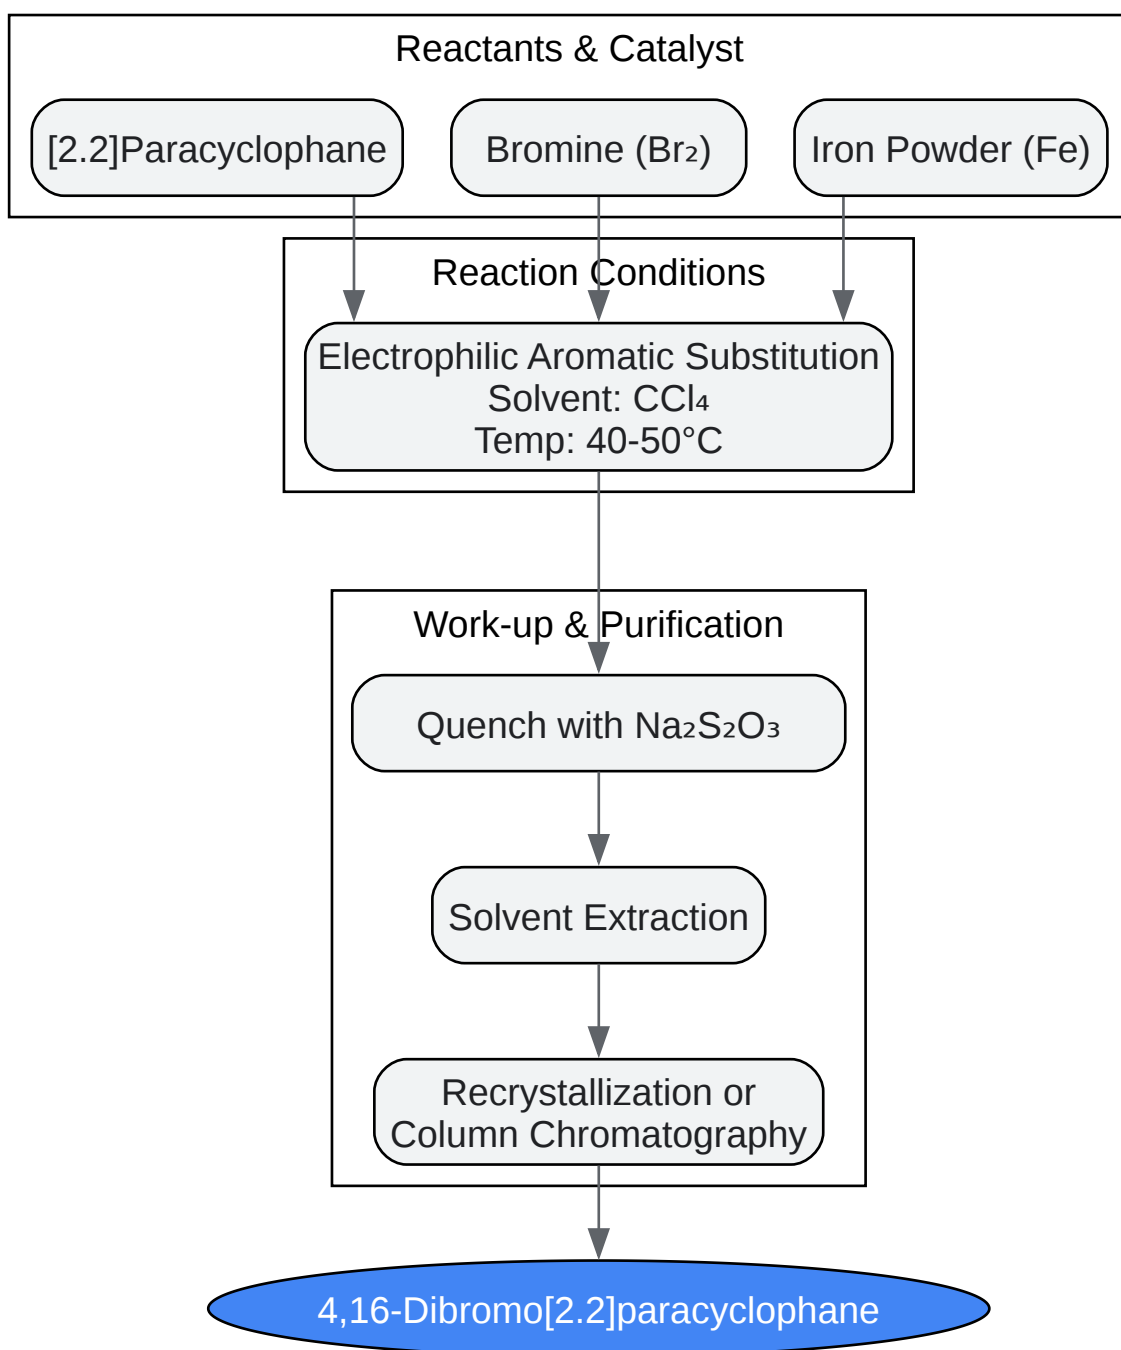 Reactants & Catalyst
[2.2]Paracyclophane
Bromine (Br₂)
Iron Powder (Fe)
Reaction Conditions
Electrophilic Aromatic Substitution
Solvent: CCl₄
Temp: 40-50°C
Work-up & Purification
Quench with Na₂S₂O₃
Solvent Extraction
Recrystallization or
Column Chromatography
4,16-Dibromo[2.2]paracyclophane